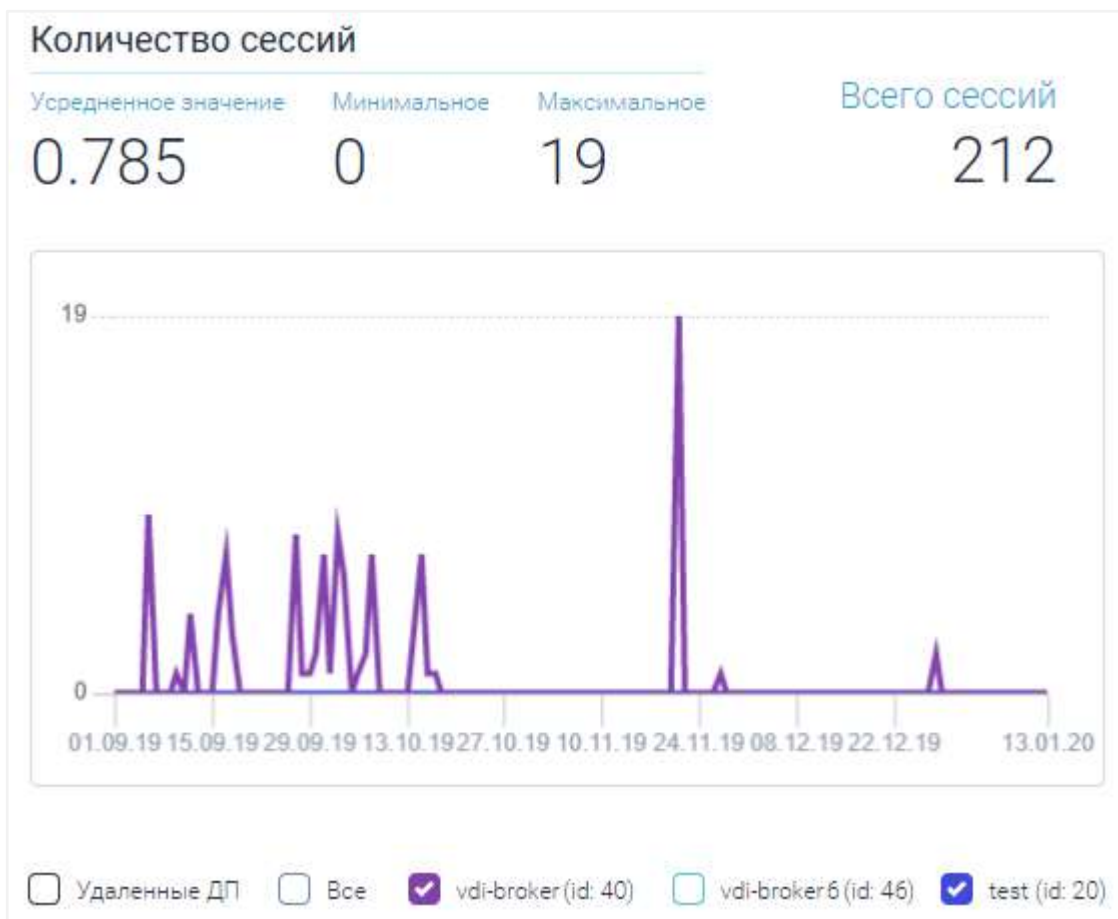 Количество сессий
Усредненное значение Минимальное Максимальное Всего сессий
0.785 0 19 212
19
0
01.09.19 15.09.19 29.09.19 13.10.19 27.10.19 10.11.19 24.11.19 08.12.19 22.12.19 13.01.20
Удаленные ДП Все vdi-broker (id: 40) vdi-broker6 (id: 46) test (id: 20)